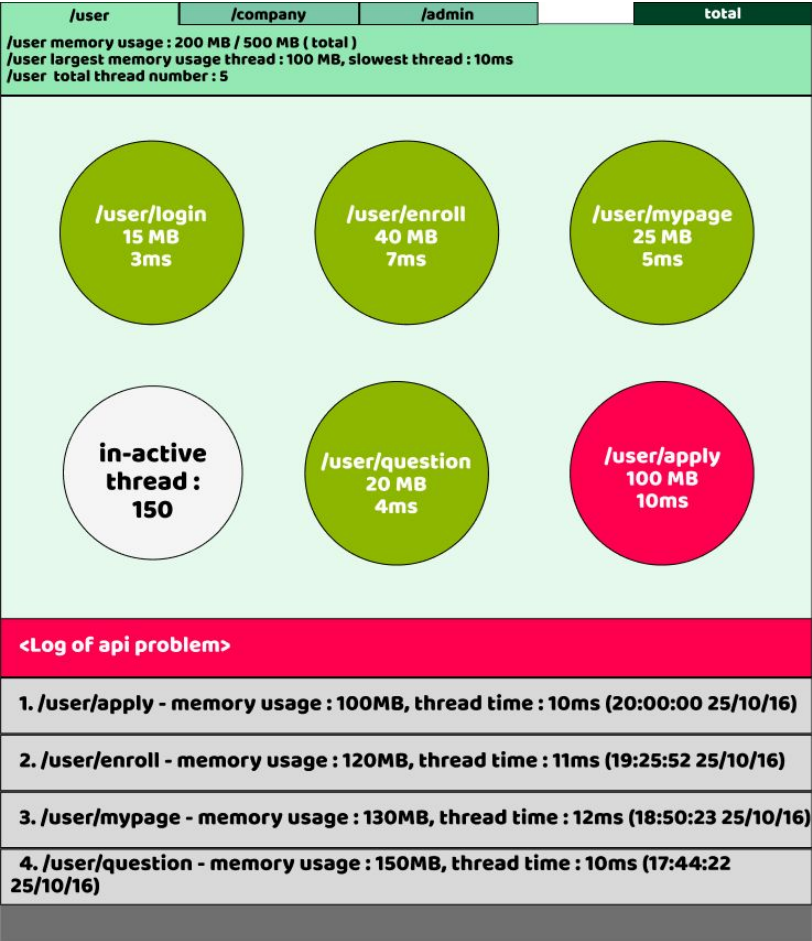 /user
/company
/admin
total
/user memory usage : 200 MB / 500 MB ( total )
/user largest memory usage thread : 100 MB, slowest thread : 10ms
/user total thread number : 5
/user/login
15 MB
3ms
/user/enroll
40 MB
7ms
/user/mypage
25 MB
5ms
in-active
thread :
150
/user/question
20 MB
4ms
/user/apply
100 MB
10ms
<Log of api problem>
1. /user/apply - memory usage : 100MB, thread time : 10ms (20:00:00 25/10/16)
2. /user/enroll - memory usage : 120MB, thread time : 11ms (19:25:52 25/10/16)
3. /user/mypage - memory usage : 130MB, thread time : 12ms (18:50:23 25/10/16)
4. /user/question - memory usage : 150MB, thread time : 10ms (17:44:22
25/10/16)